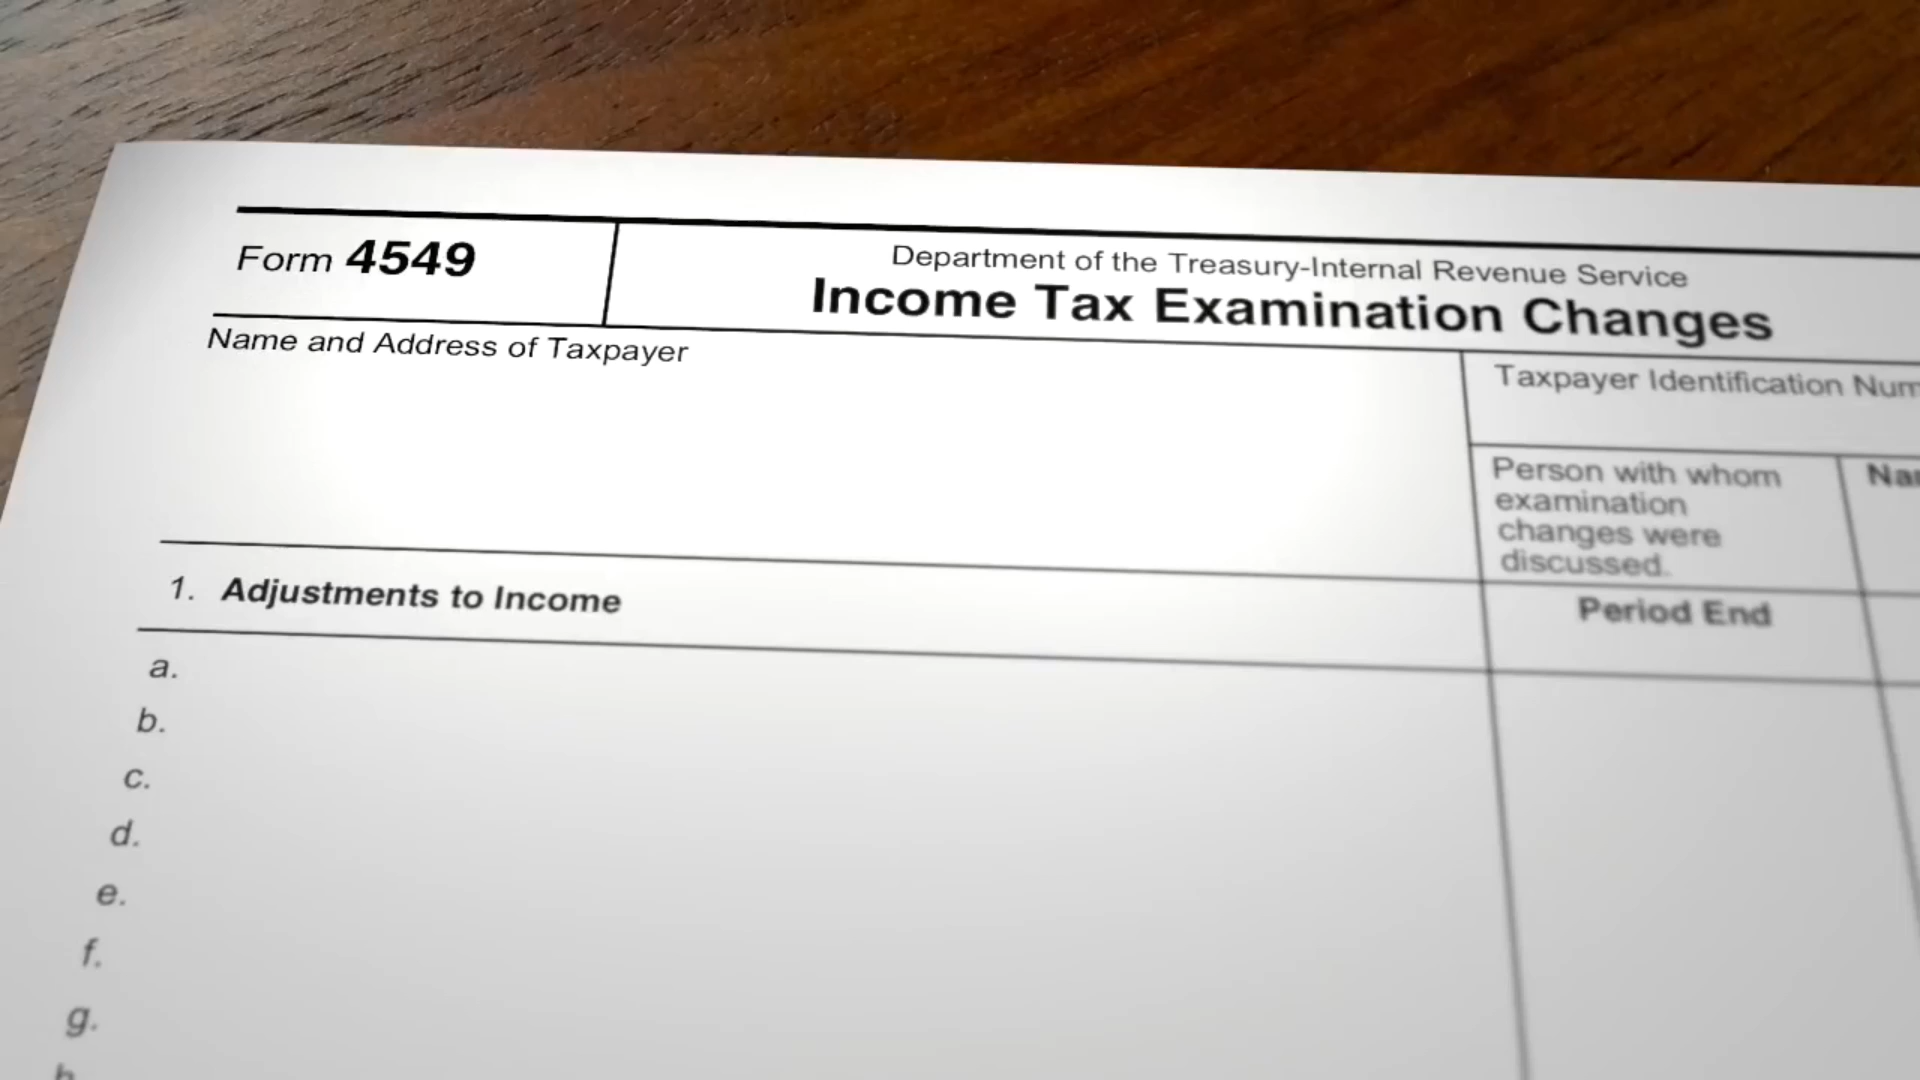 Form 4549
Department of the Treasury-Internal Revenue Service
Income Tax Examination Changes
Name and Address of Taxpayer
Taxpayer Identification
Person with whom
examination
changes were
discussed.
1. Adjustments to Income
Period End
a.
b.
c.
d.
e.
f.
g.